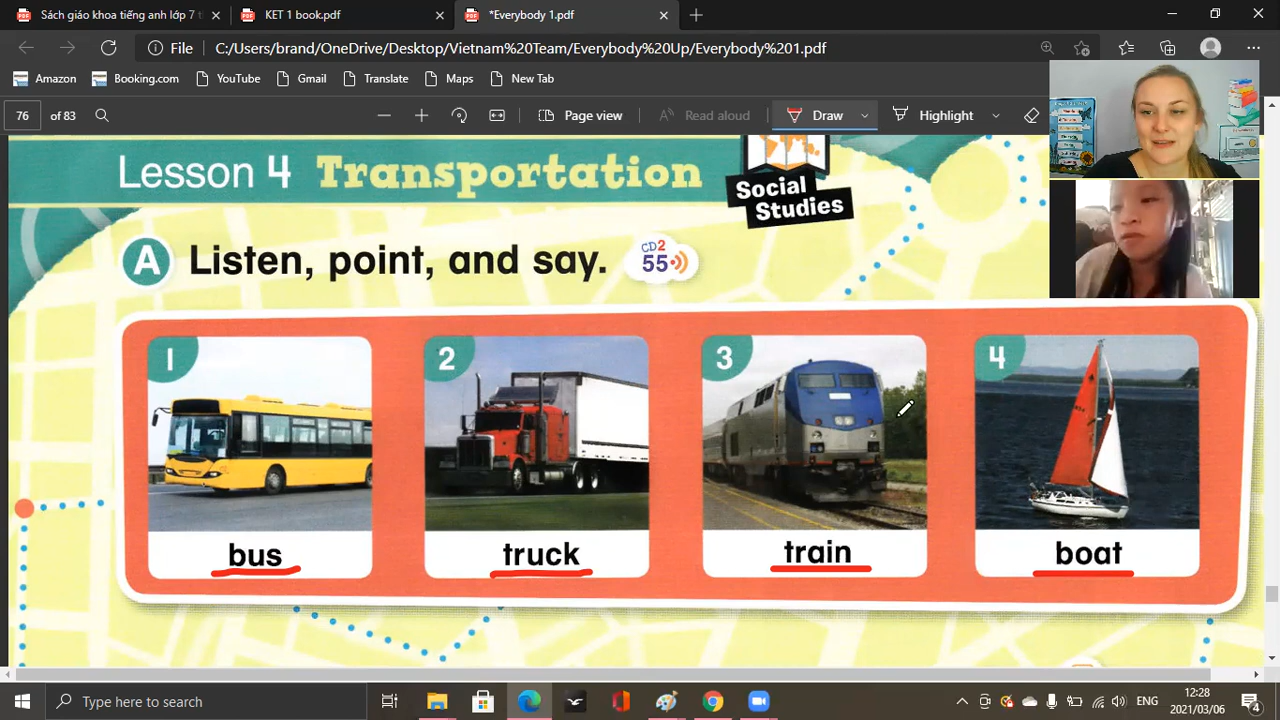 Sách giáo khoa tiếng anh lớp 7 t
KET 1 book.pdf
*Everybody 1.pdf
File C:/Users/brand/OneDrive/Desktop/Vietnam%20Team/Everybody%20Up/Everybody%201.pdf
Amazon Booking.com YouTube Gmail Translate Maps New Tab
76 of 83 Page view Read aloud Draw Highlight
Lesson 4 Transportation
Social
Studies
A Listen, point, and say. CD2
55
1 2 3 4
bus truck train boat
Type here to search
ENG
12:28
2021/03/06
4